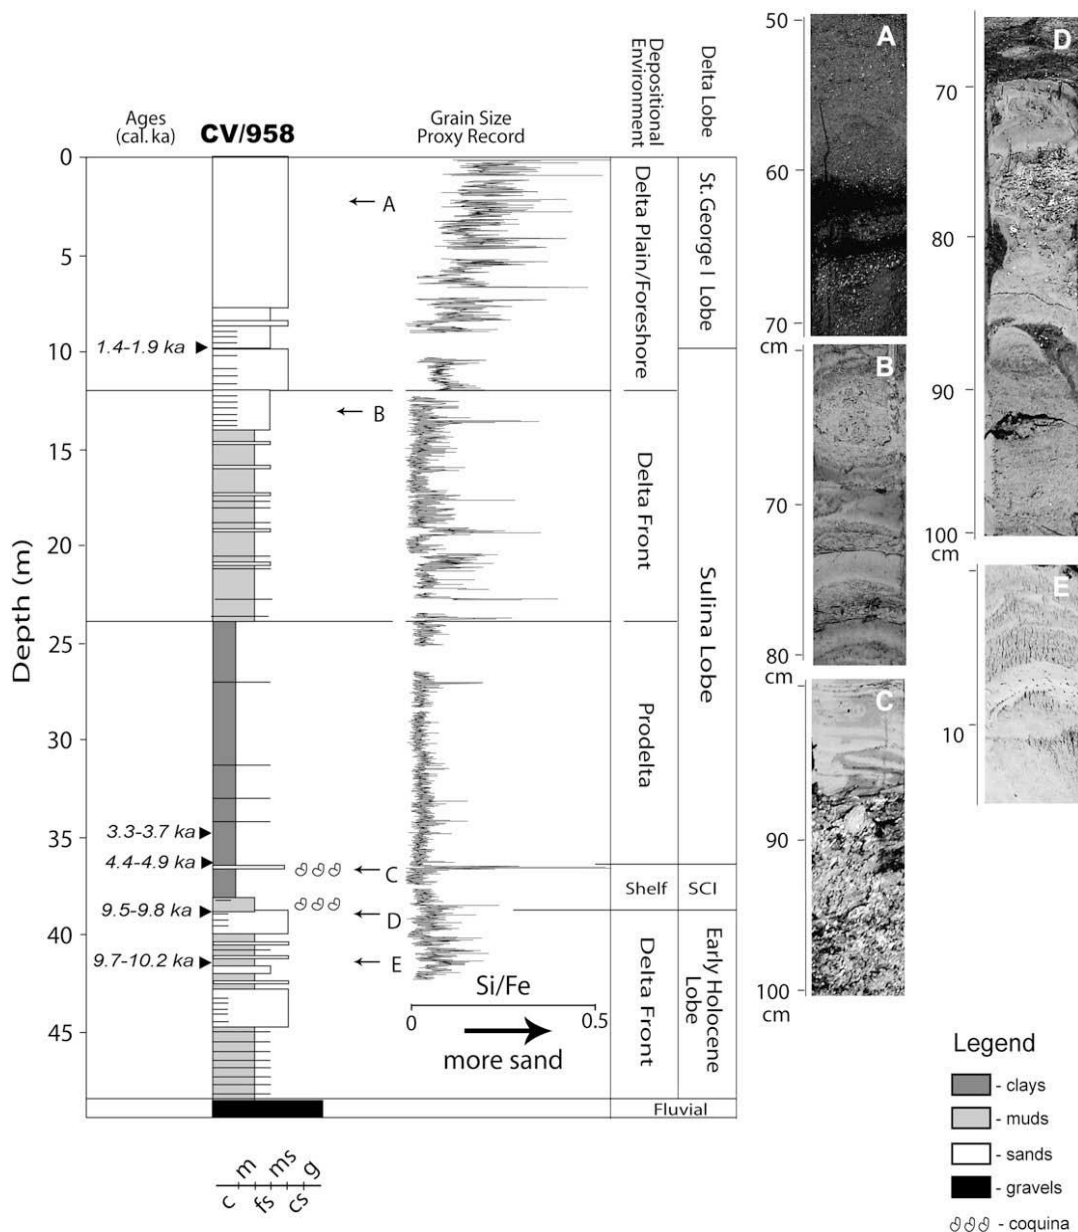 Ages
(cal. ka)
CV/958
Grain Size
Proxy Record
Depositional
Environment
Delta Lobe
Depth (m)
0
5
10
15
20
25
30
35
40
45
1.4-1.9 ka
3.3-3.7 ka
4.4-4.9 ka
9.5-9.8 ka
9.7-10.2 ka
A
B
C
D
E
Si/Fe
0
0.5
more sand
Delta Plain/Foreshore
Delta Front
Prodelta
Shelf
Delta Front
Fluvial
St.George I Lobe
Sulina Lobe
SCI
Early Holocene
Lobe
c
m
fs
ms
cs
g
A
50
60
70
cm
B
70
80
cm
C
90
100
cm
D
70
80
90
100
cm
E
10
Legend
- clays
- muds
- sands
- gravels
- coquina